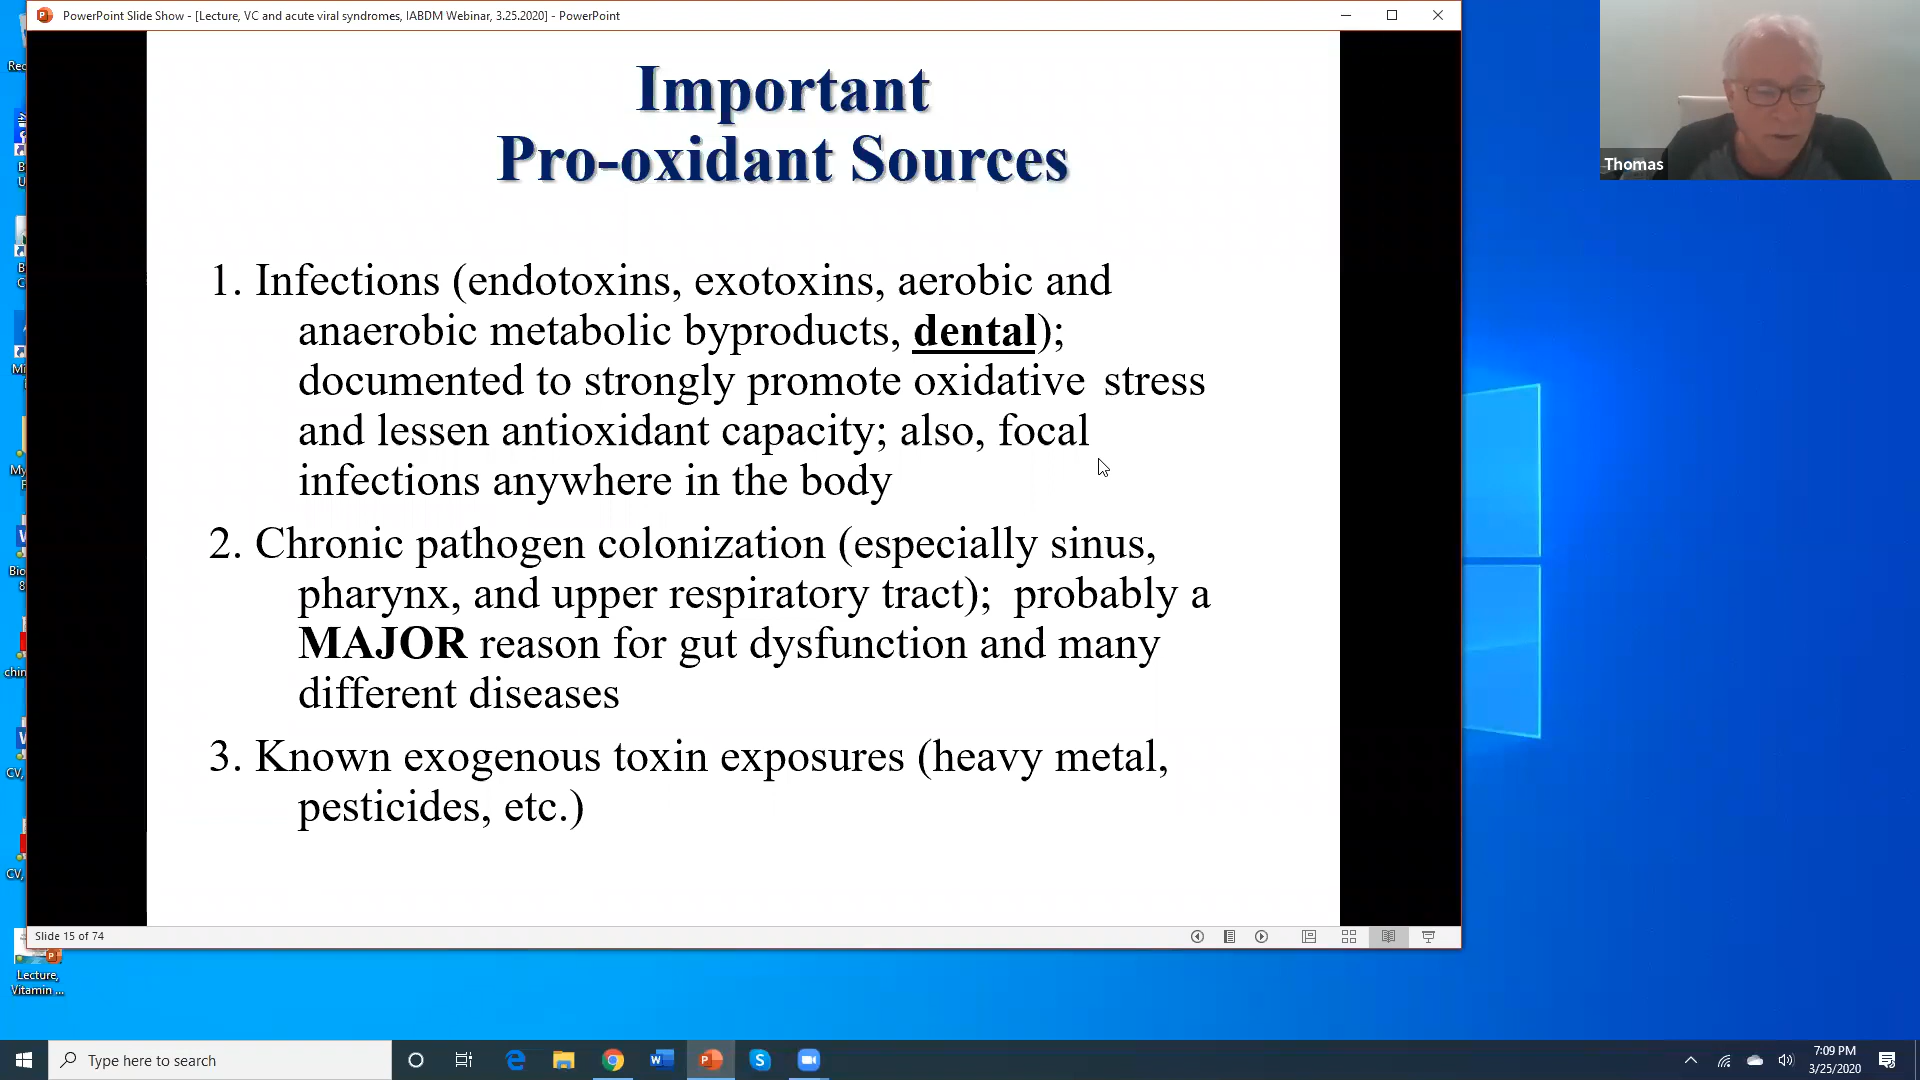 PowerPoint Slide Show - [Lecture, VC and acute viral syndromes, IABDM Webinar, 3.25.2020] - PowerPoint
Important
Pro-oxidant Sources
1. Infections (endotoxins, exotoxins, aerobic and
anaerobic metabolic byproducts, dental);
documented to strongly promote oxidative stress
and lessen antioxidant capacity; also, focal
infections anywhere in the body
2. Chronic pathogen colonization (especially sinus,
pharynx, and upper respiratory tract); probably a
MAJOR reason for gut dysfunction and many
different diseases
3. Known exogenous toxin exposures (heavy metal,
pesticides, etc.)
Slide 15 of 74
Thomas
Lecture,
Vitamin ...
Type here to search
7:09 PM
3/25/2020